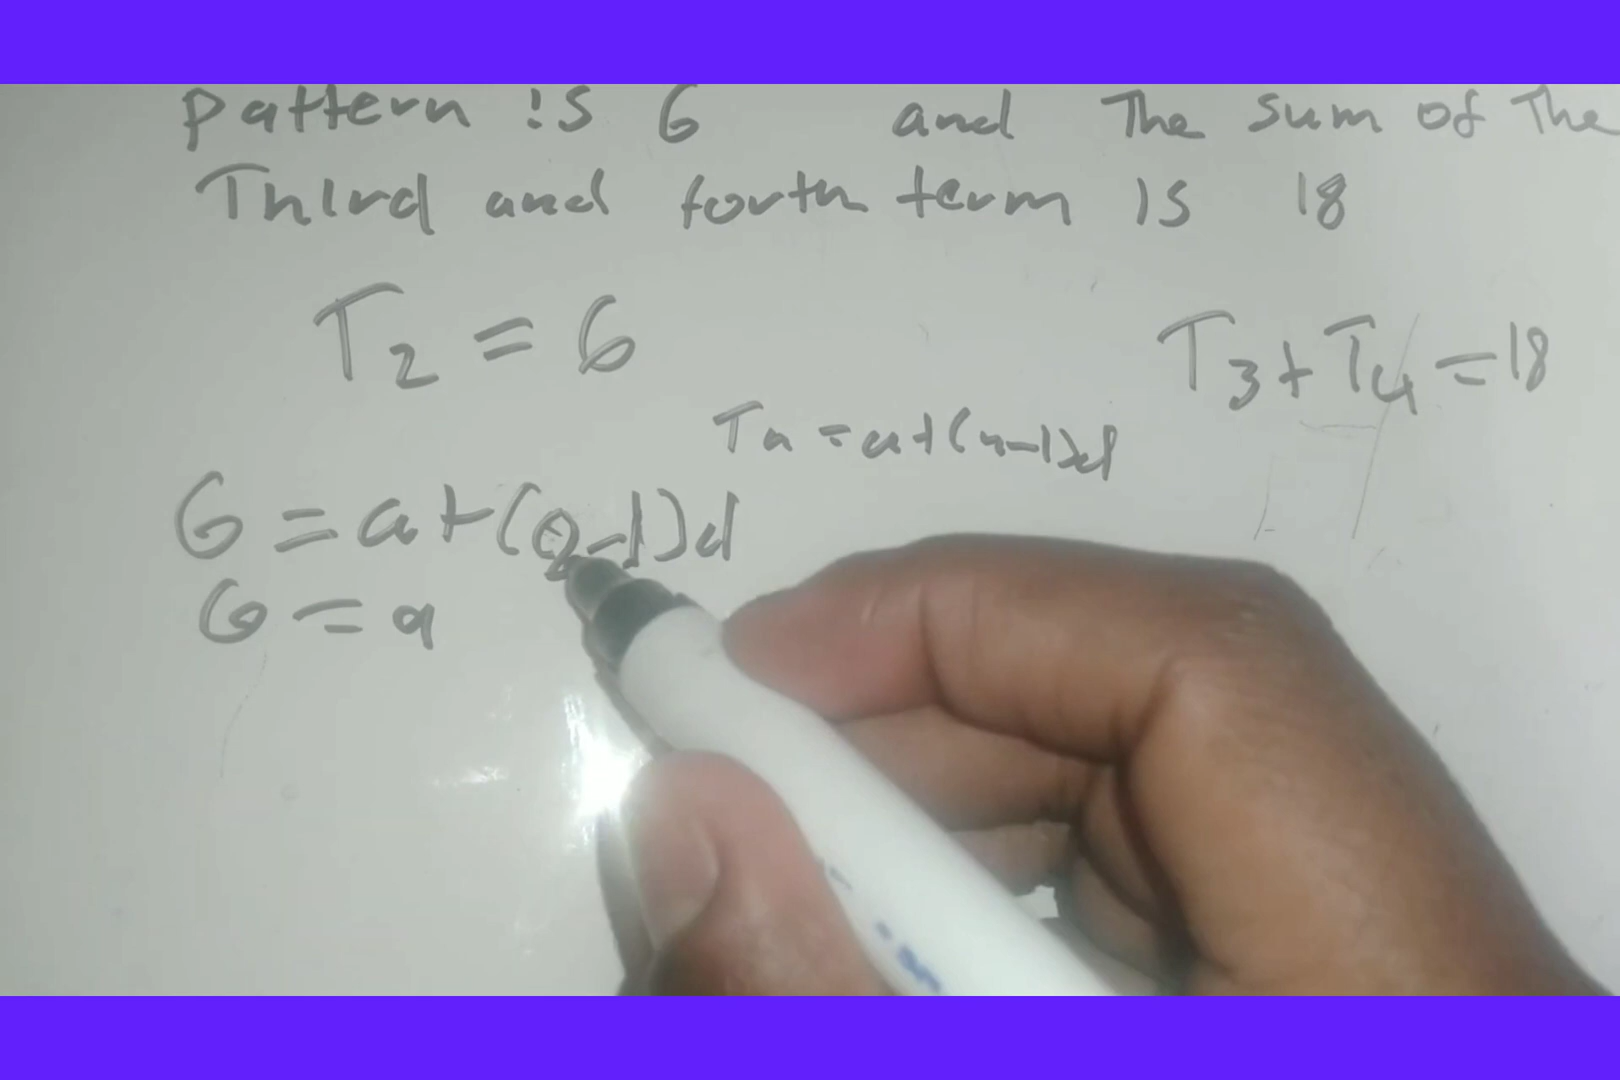 pattern is 6 and The sum of The
Third and forth term is 18
T2 = 6
T3 + T4 = 18
Tn = a + (n-1)d
6 = a + (2-1)d
6 = a